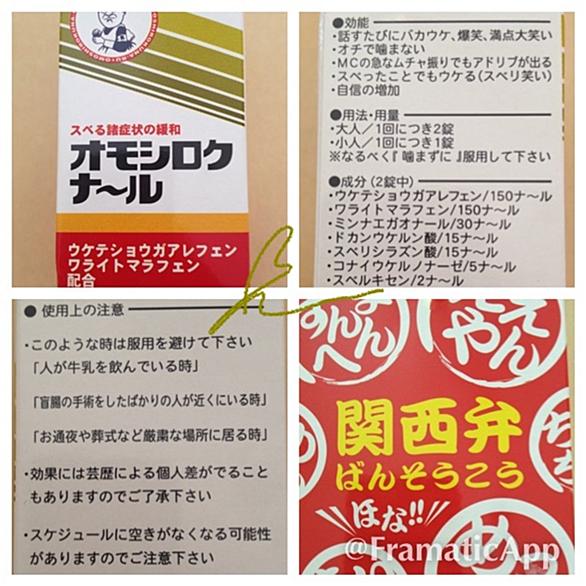 スベる諸症状の緩和
オモシロク
ナ〜ル
ウケテショウガアレフェン
ワライトマラフェン
配合
●効能
・話すたびにバカウケ、爆笑、満点大笑い
・オチで噛まない
・MCの急なムチャ振りでもアドリブが出る
・スベったことでもウケる(スベリ笑い)
・自信の増加
●用法・用量
・大人/1回につき2錠
・小人/1回につき1錠
※なるべく『噛まずに』服用して下さい
●成分(2錠中)
・ウケテショウガアレフェン/150ナ〜ル
・ワライトマラフェン/150ナ〜ル
・ミンナエガオナール/30ナ〜ル
・ドカンウケルン酸/15ナ〜ル
・スベリシラズン酸/15ナ〜ル
・コナイウケルノナーゼ/5ナ〜ル
・スベルキセン/2ナ〜ル
● 使用上の注意
・このような時は服用を避けて下さい
「人が牛乳を飲んでいる時」
「盲腸の手術をしたばかりの人が近くにいる時」
「お通夜や葬式など厳粛な場所に居る時」
・効果には芸歴による個人差がでること
もありますのでご了承下さい
・スケジュールに空きがなくなる可能性
がありますのでご注意下さい
関西弁
ばんそうこう
ほな!!
@FramaticApp